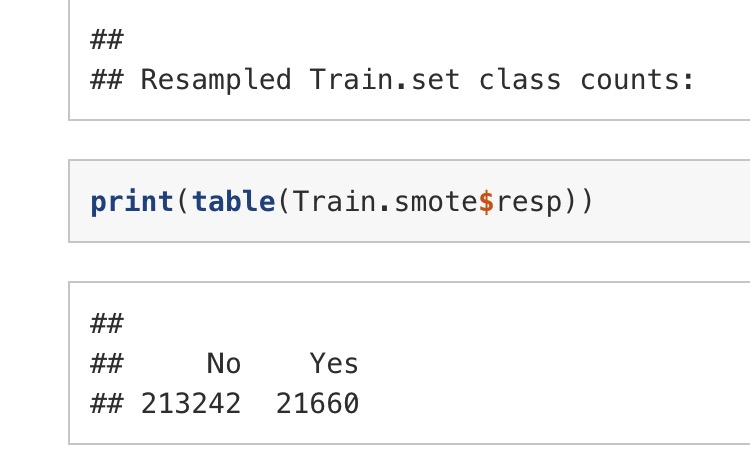 ##
## Resampled Train.set class counts:
print(table(Train.smote$resp))
##
##     No    Yes
## 213242  21660